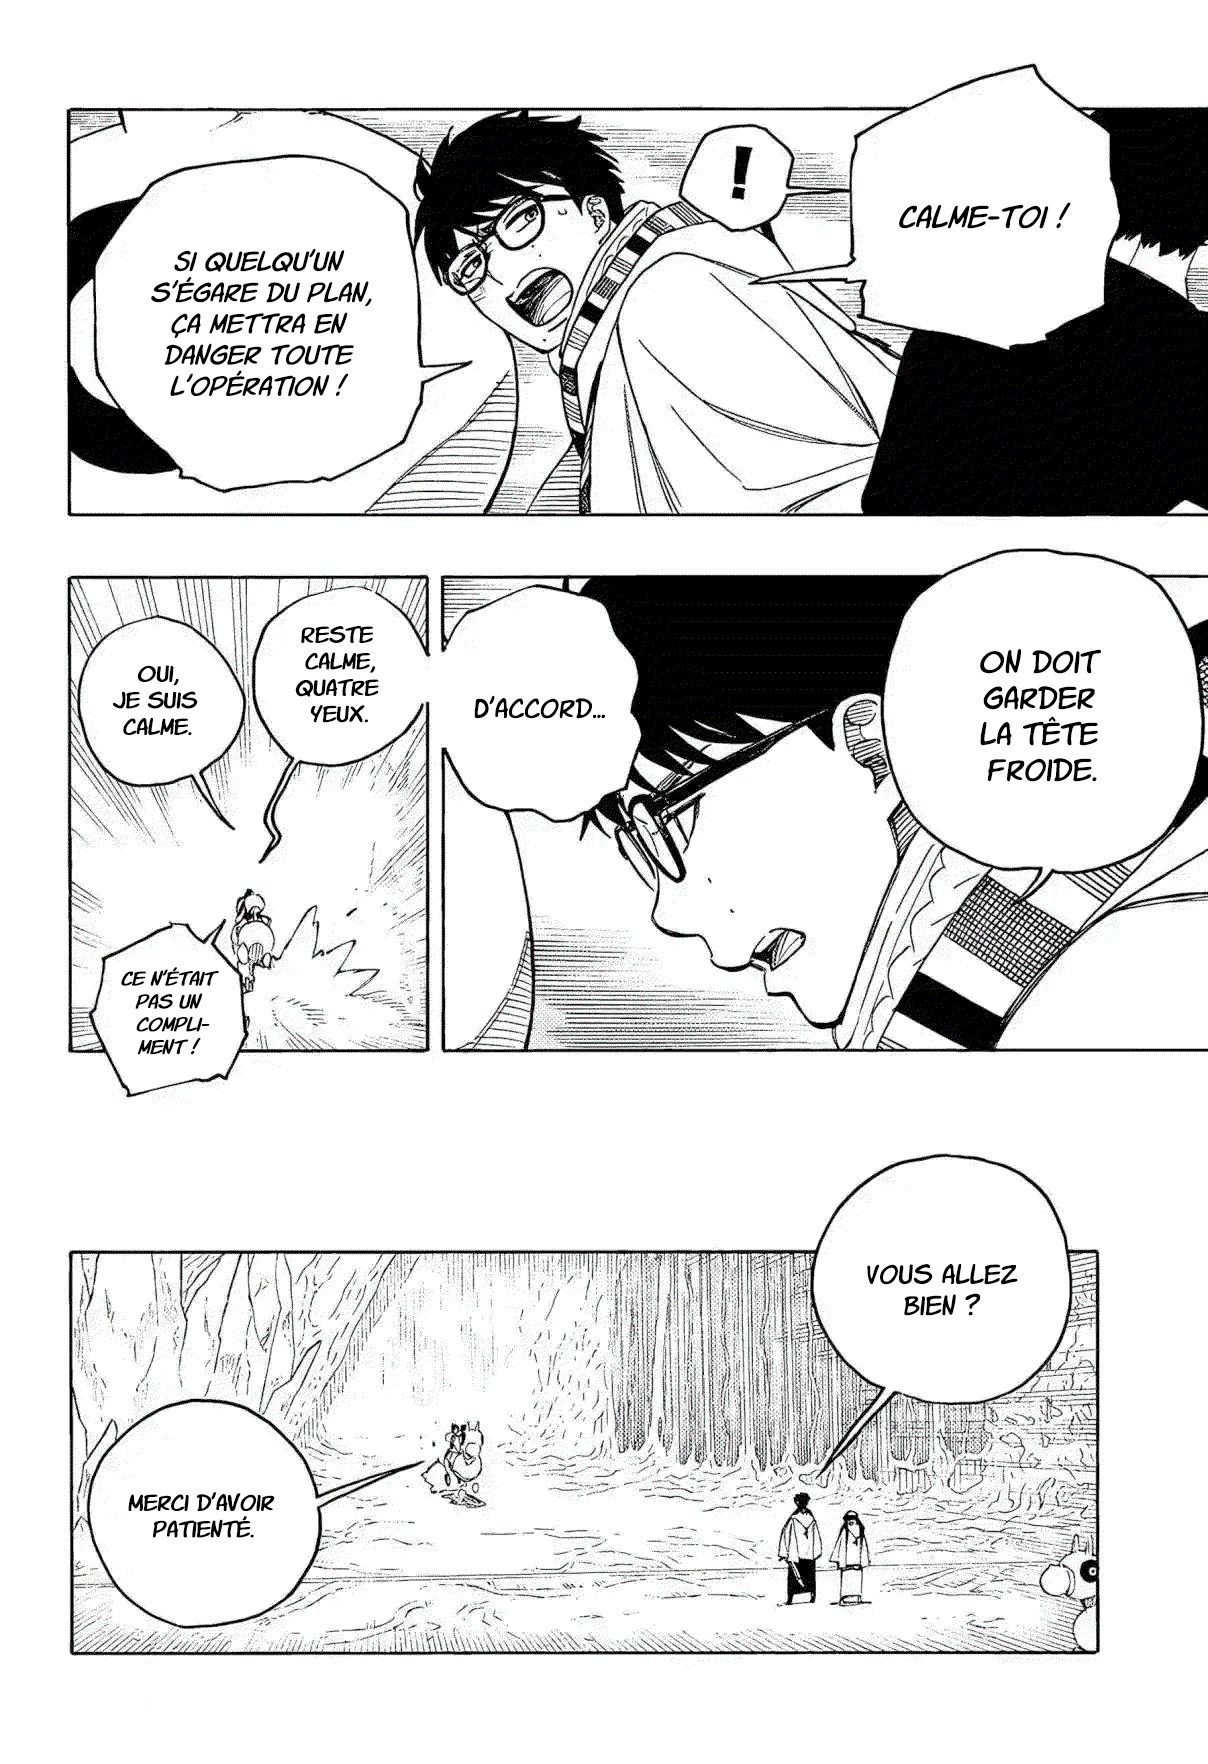 CALME-TOI !
!
SI QUELQU'UN
S'ÉGARE DU PLAN,
ÇA METTRA EN
DANGER TOUTE
L'OPÉRATION !
ON DOIT
GARDER
LA TÊTE
FROIDE.
D'ACCORD...
RESTE
CALME,
QUATRE
YEUX.
OUI,
JE SUIS
CALME.
CE N'ÉTAIT
PAS UN
COMPLI-
MENT !
VOUS ALLEZ
BIEN ?
MERCI D'AVOIR
PATIENTÉ.